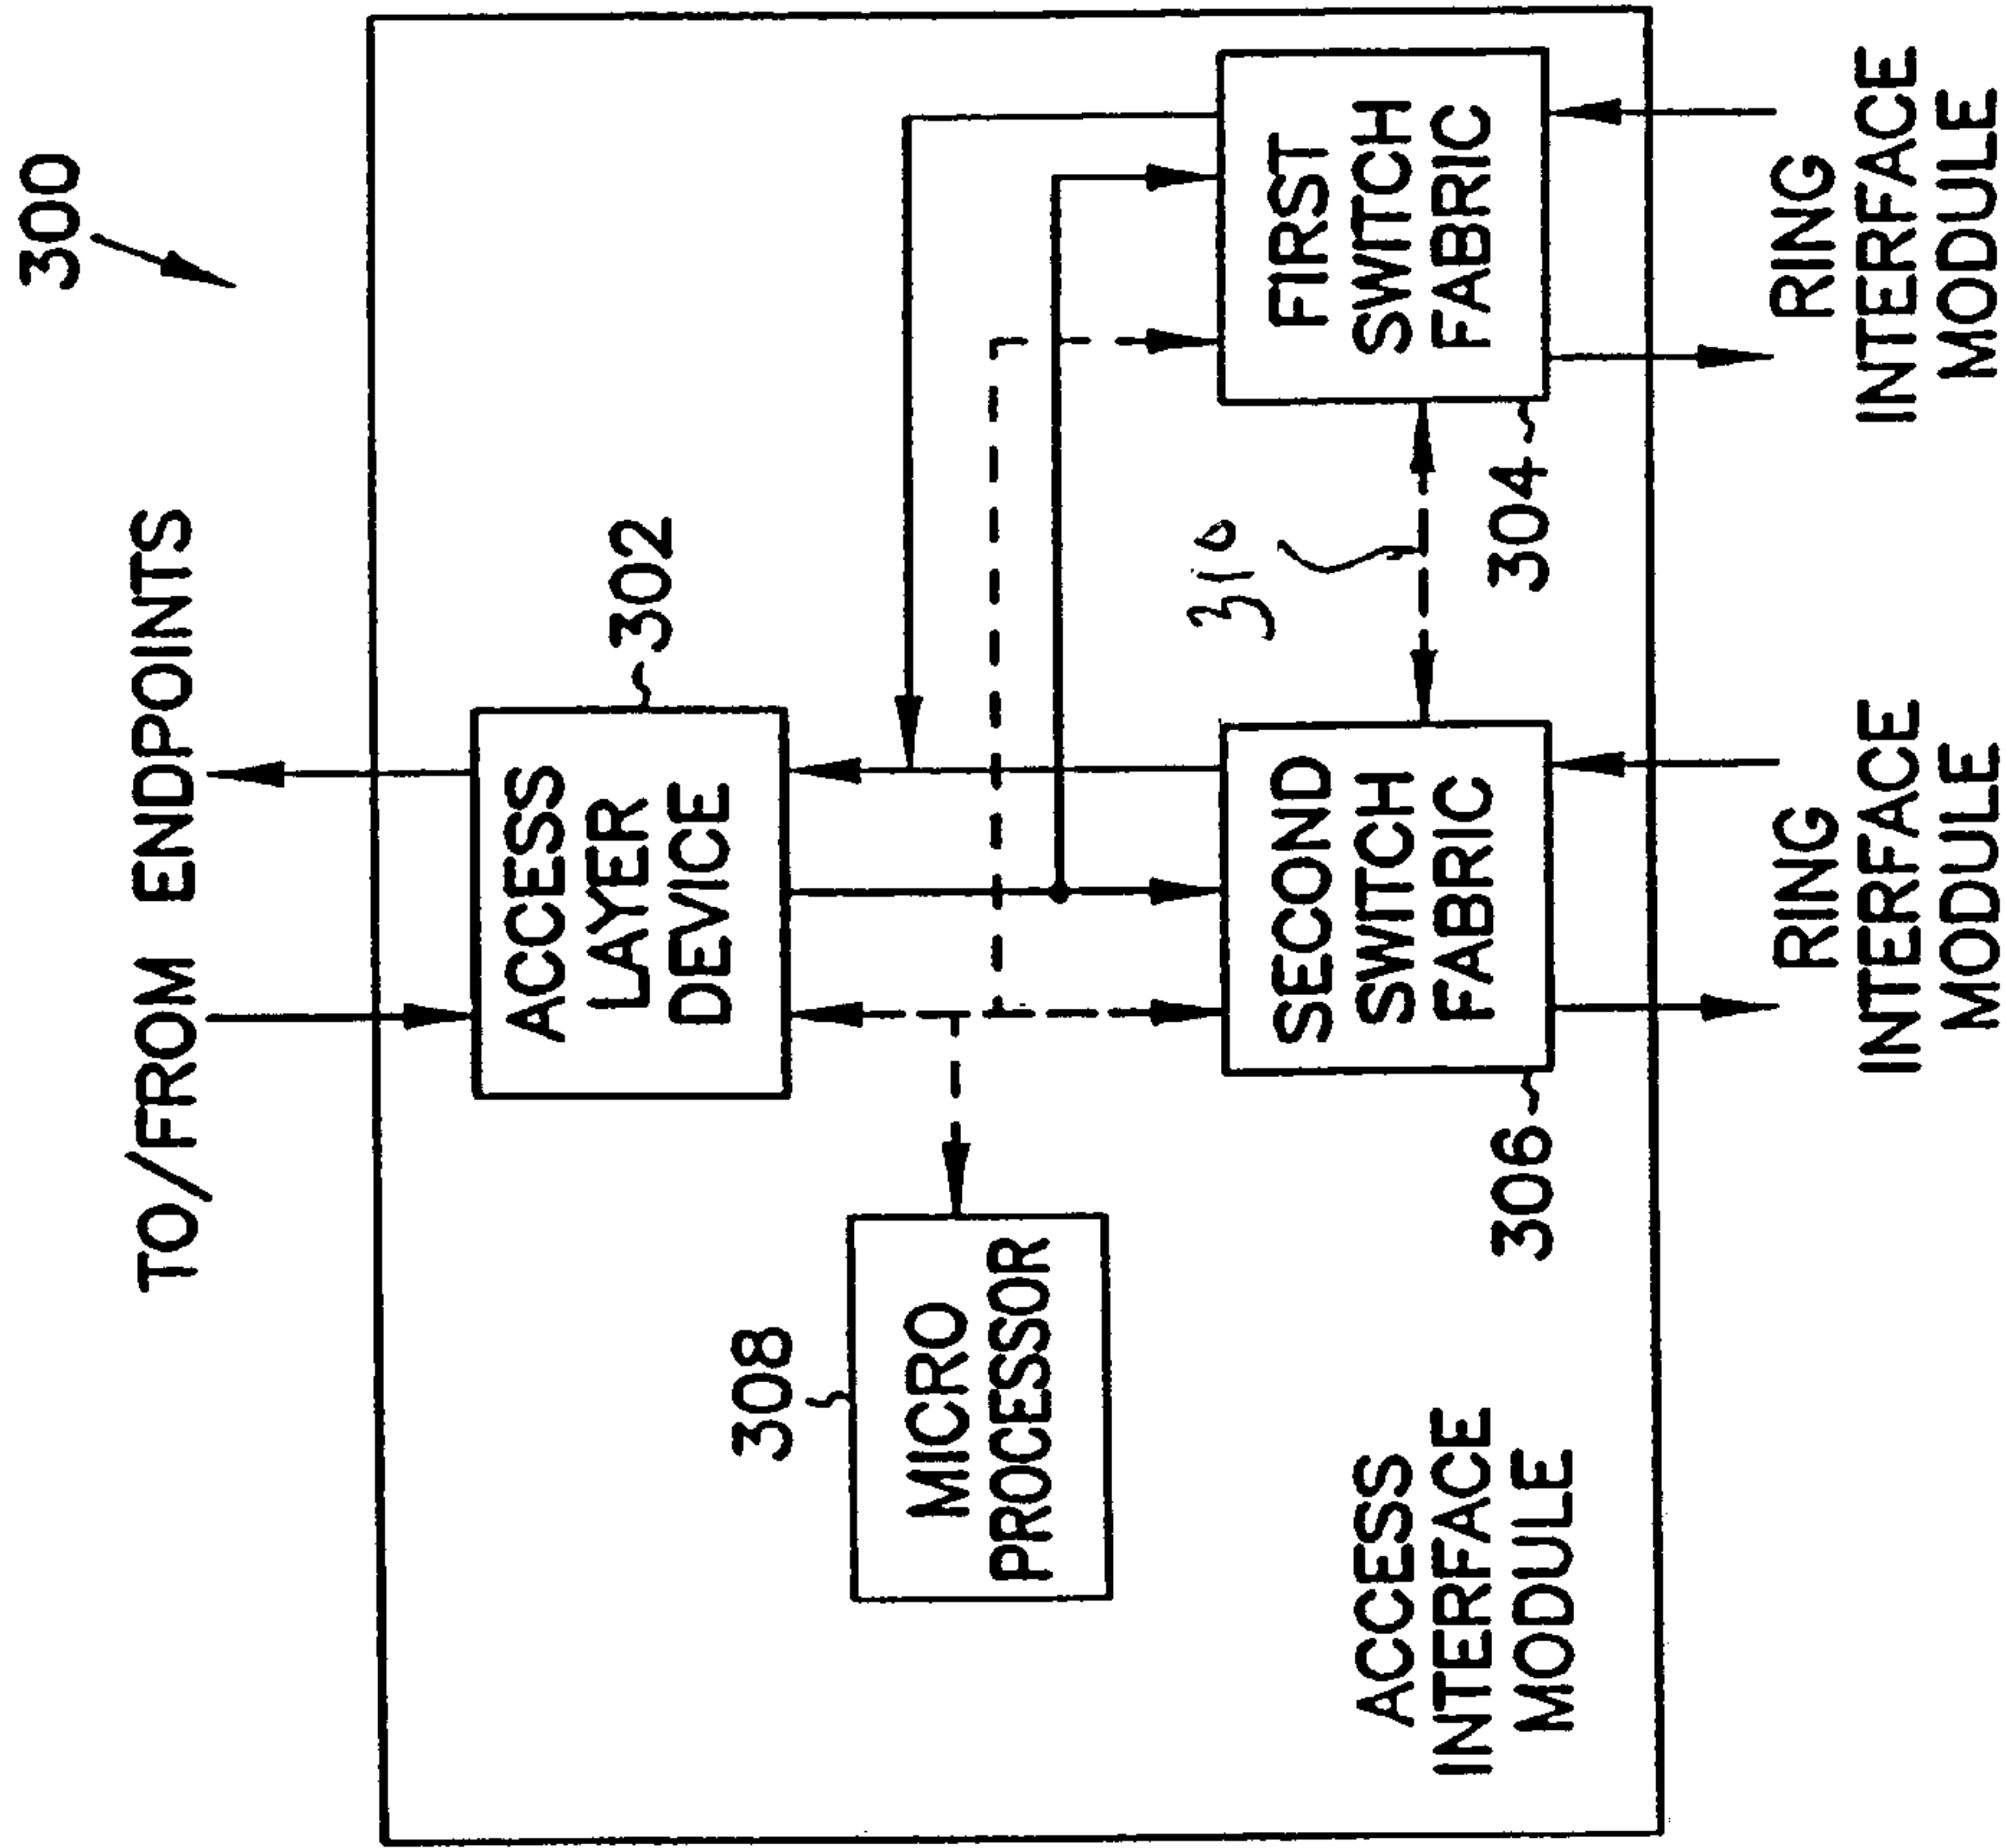 300
TO/FROM ENDPOINTS
302
ACCESS
LAYER
DEVICE
308
MICRO
PROCESSOR
310
FIRST
SWITCH
FABRIC
304
SECOND
SWITCH
FABRIC
306
ACCESS
INTERFACE
MODULE
RING
INTERFACE
MODULE
RING
INTERFACE
MODULE